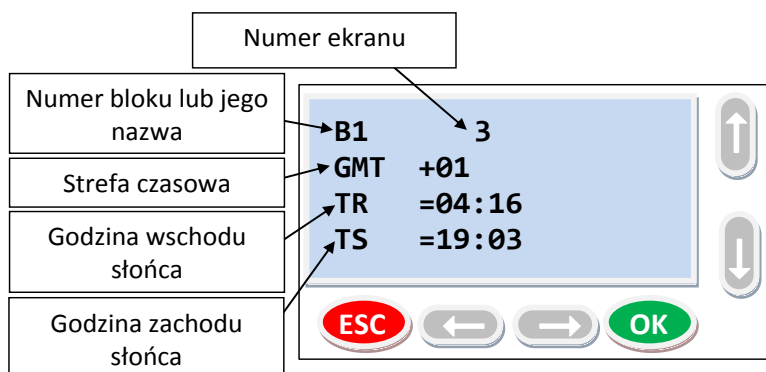 Numer ekranu
Numer bloku lub jego
nazwa
Strefa czasowa
Godzina wschodu
słońca
Godzina zachodu
słońca
B1 3
GMT +01
TR =04:16
TS =19:03
ESC OK